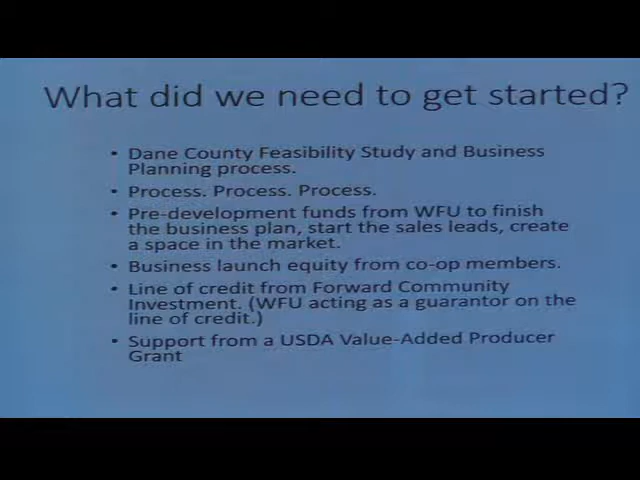 What did we need to get started?
• Dane County Feasibility Study and Business
Planning process.
• Process. Process. Process.
• Pre-development funds from WFU to finish
the business plan, start the sales leads, create
a space in the market.
• Business launch equity from co-op members.
• Line of credit from Forward Community
Investment. (WFU acting as a guarantor on the
line of credit.)
• Support from a USDA Value-Added Producer
Grant